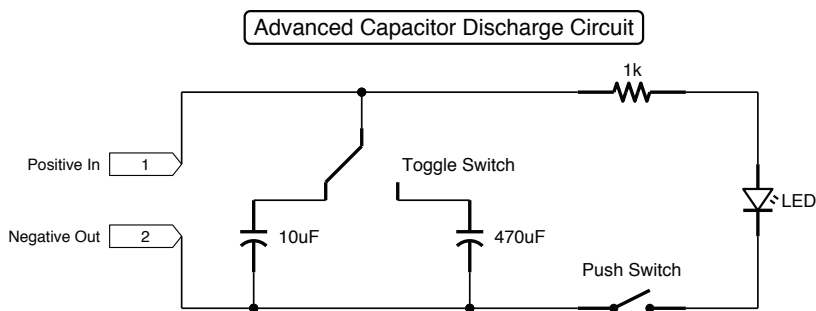 Advanced Capacitor Discharge Circuit
1k
Positive In 1
Toggle Switch
LED
Negative Out 2
10uF
470uF
Push Switch